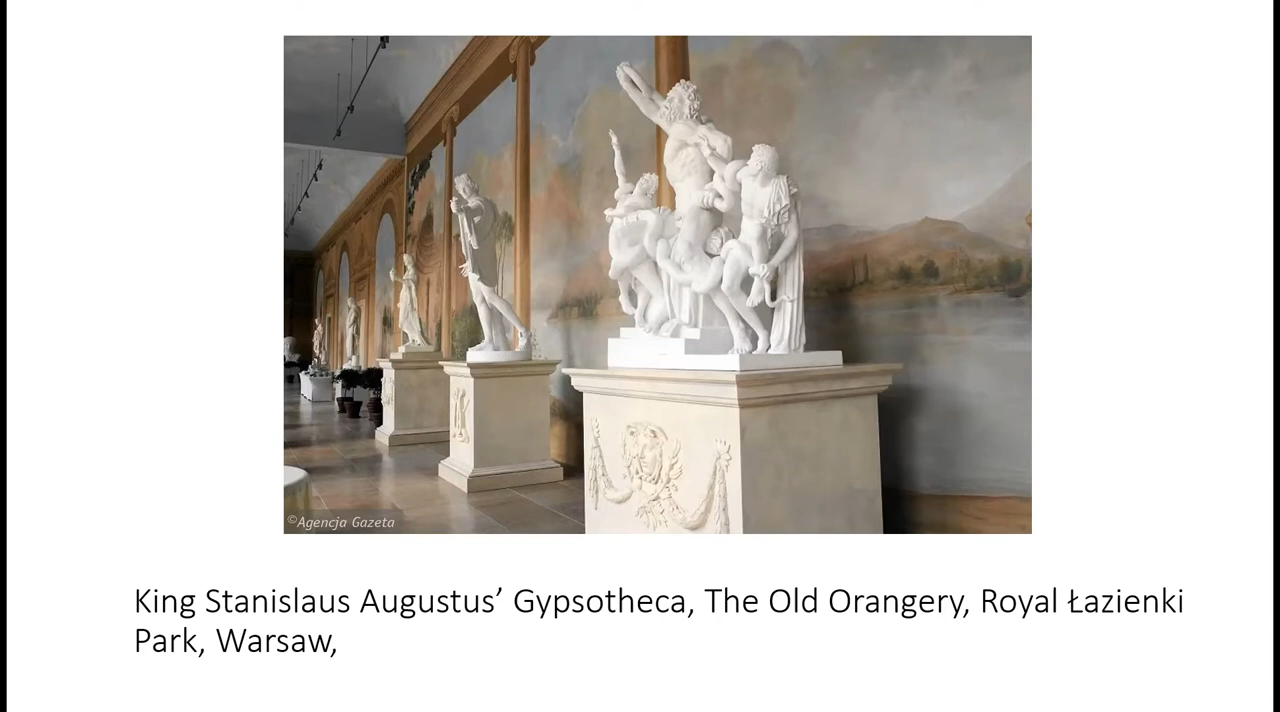 ©Agencja Gazeta
King Stanislaus Augustus’ Gypsotheca, The Old Orangery, Royal Łazienki
Park, Warsaw,